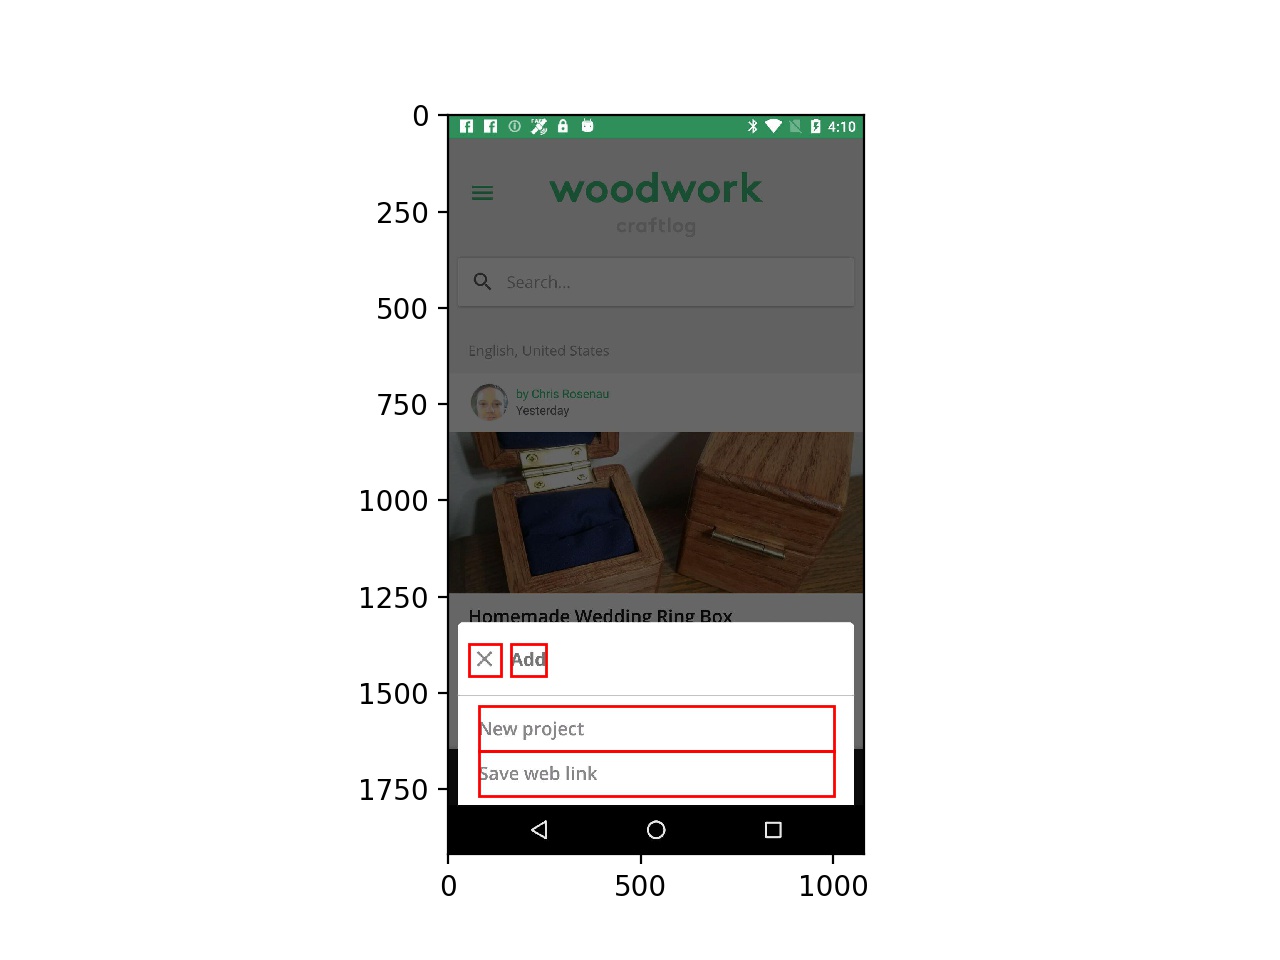 4:10
woodwork
craftlog
Search...
English, United States
by Chris Rosenau
Yesterday
Homemade Wedding Ring Box
Add
New project
Save web link
0
250
500
750
1000
1250
1500
1750
0
500
1000